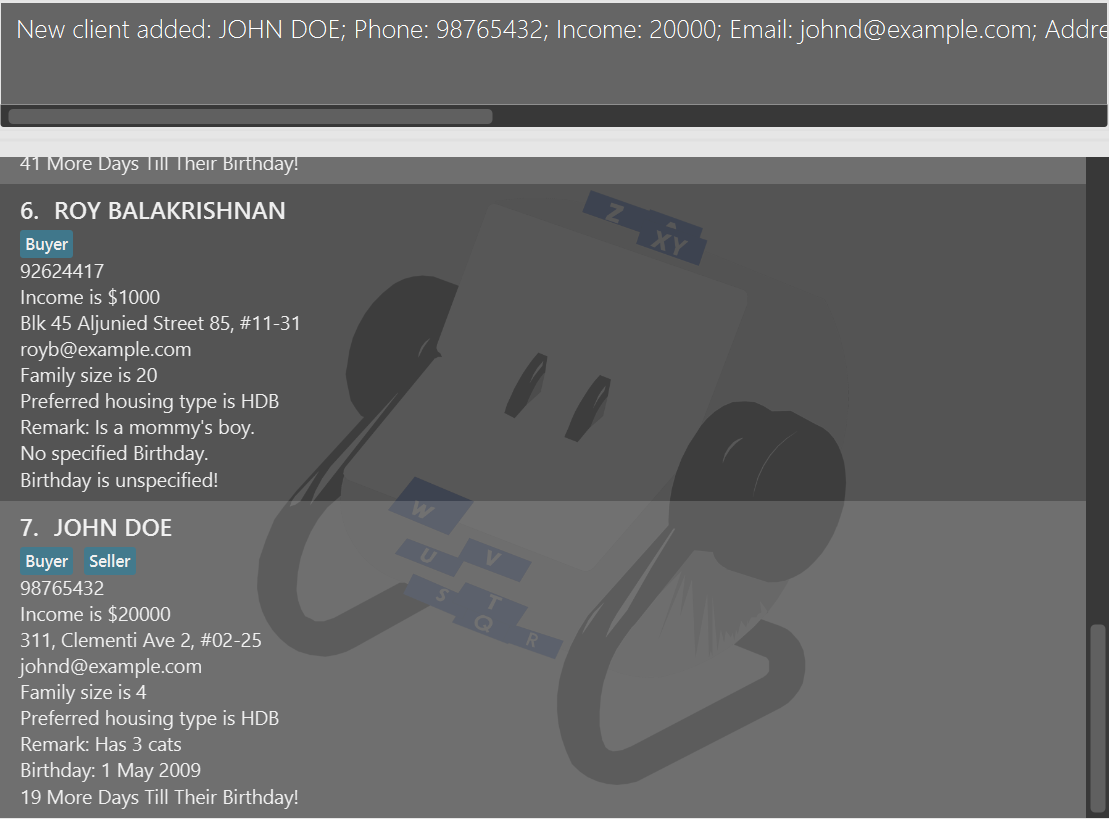 New client added: JOHN DOE; Phone: 98765432; Income: 20000; Email: johnd@example.com; Addre
41 More Days Till Their Birthday!
6. ROY BALAKRISHNAN
Buyer
92624417
Income is $1000
Blk 45 Aljunied Street 85, #11-31
royb@example.com
Family size is 20
Preferred housing type is HDB
Remark: Is a mommy's boy.
No specified Birthday.
Birthday is unspecified!
7. JOHN DOE
Buyer Seller
98765432
Income is $20000
311, Clementi Ave 2, #02-25
johnd@example.com
Family size is 4
Preferred housing type is HDB
Remark: Has 3 cats
Birthday: 1 May 2009
19 More Days Till Their Birthday!
Z
XY
W
U V
S T
Q R